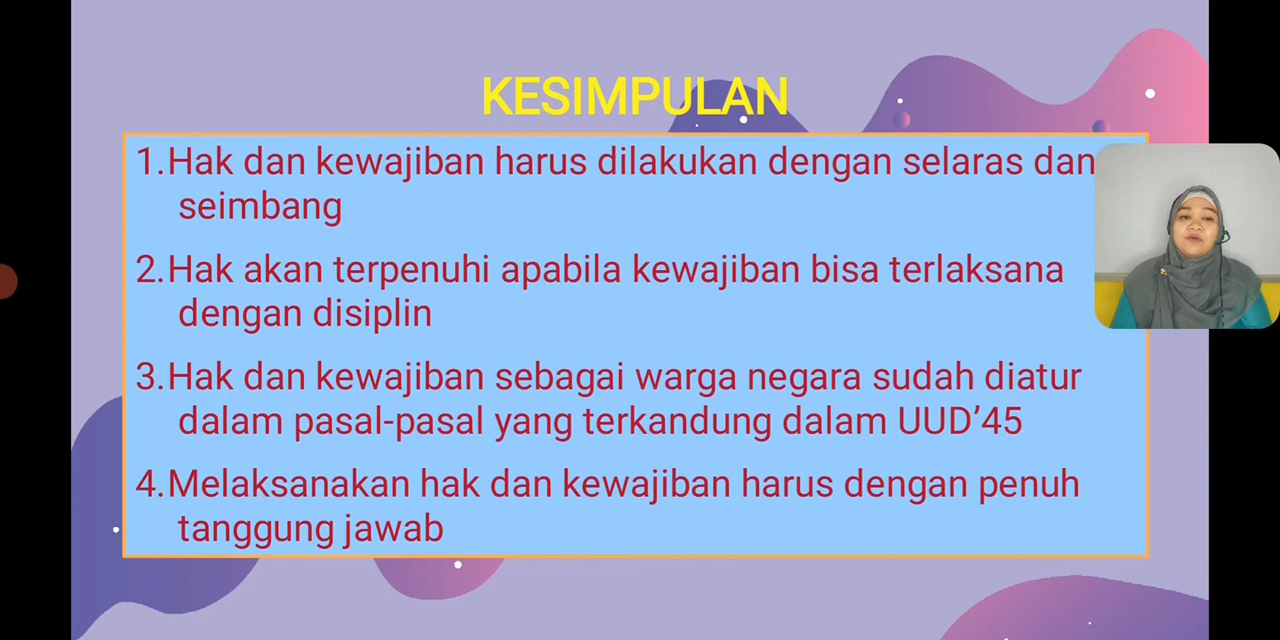 KESIMPULAN
1.Hak dan kewajiban harus dilakukan dengan selaras dan
seimbang
2.Hak akan terpenuhi apabila kewajiban bisa terlaksana
dengan disiplin
3.Hak dan kewajiban sebagai warga negara sudah diatur
dalam pasal-pasal yang terkandung dalam UUD’45
4.Melaksanakan hak dan kewajiban harus dengan penuh
tanggung jawab